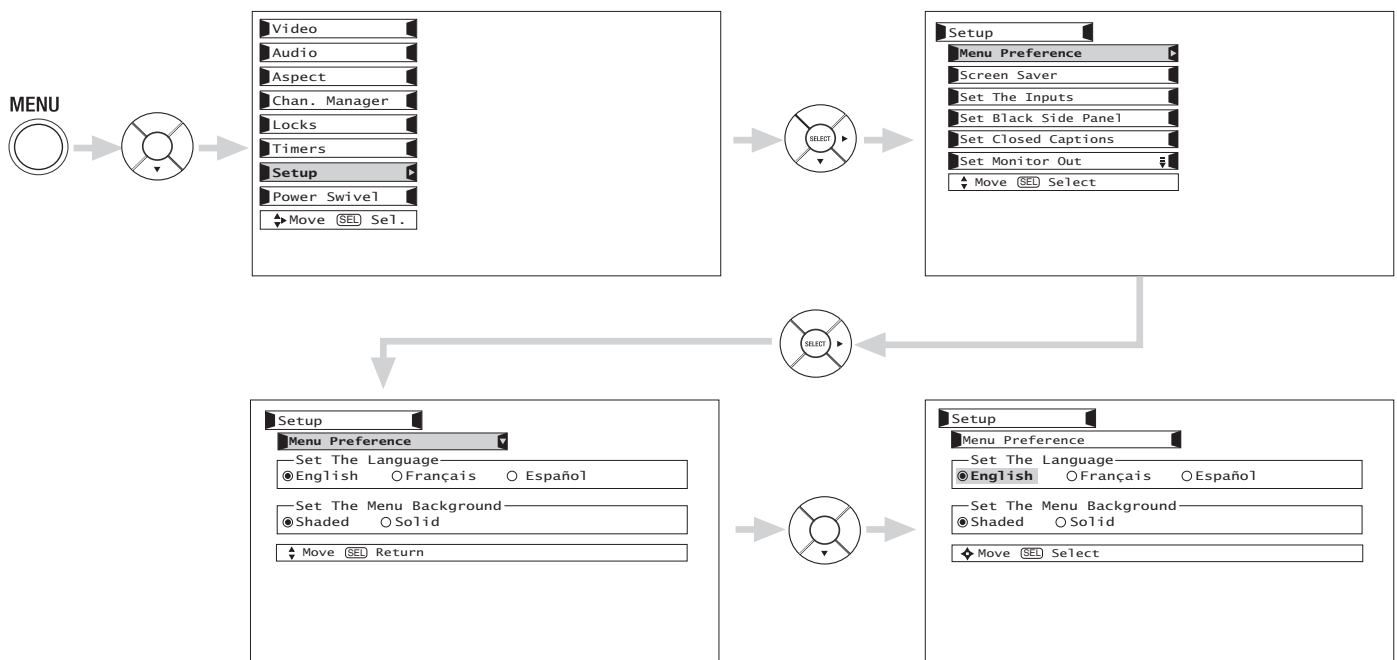 MENU
Video
Audio
Aspect
Chan. Manager
Locks
Timers
Setup
Power Swivel
Move SEL Sel.
SELECT
Setup
Menu Preference
Screen Saver
Set The Inputs
Set Black Side Panel
Set Closed Captions
Set Monitor Out
Move SEL Select
SELECT
Setup
Menu Preference
Set The Language
English Français Español
Set The Menu Background
Shaded Solid
Move SEL Return
Setup
Menu Preference
Set The Language
English Français Español
Set The Menu Background
Shaded Solid
Move SEL Select